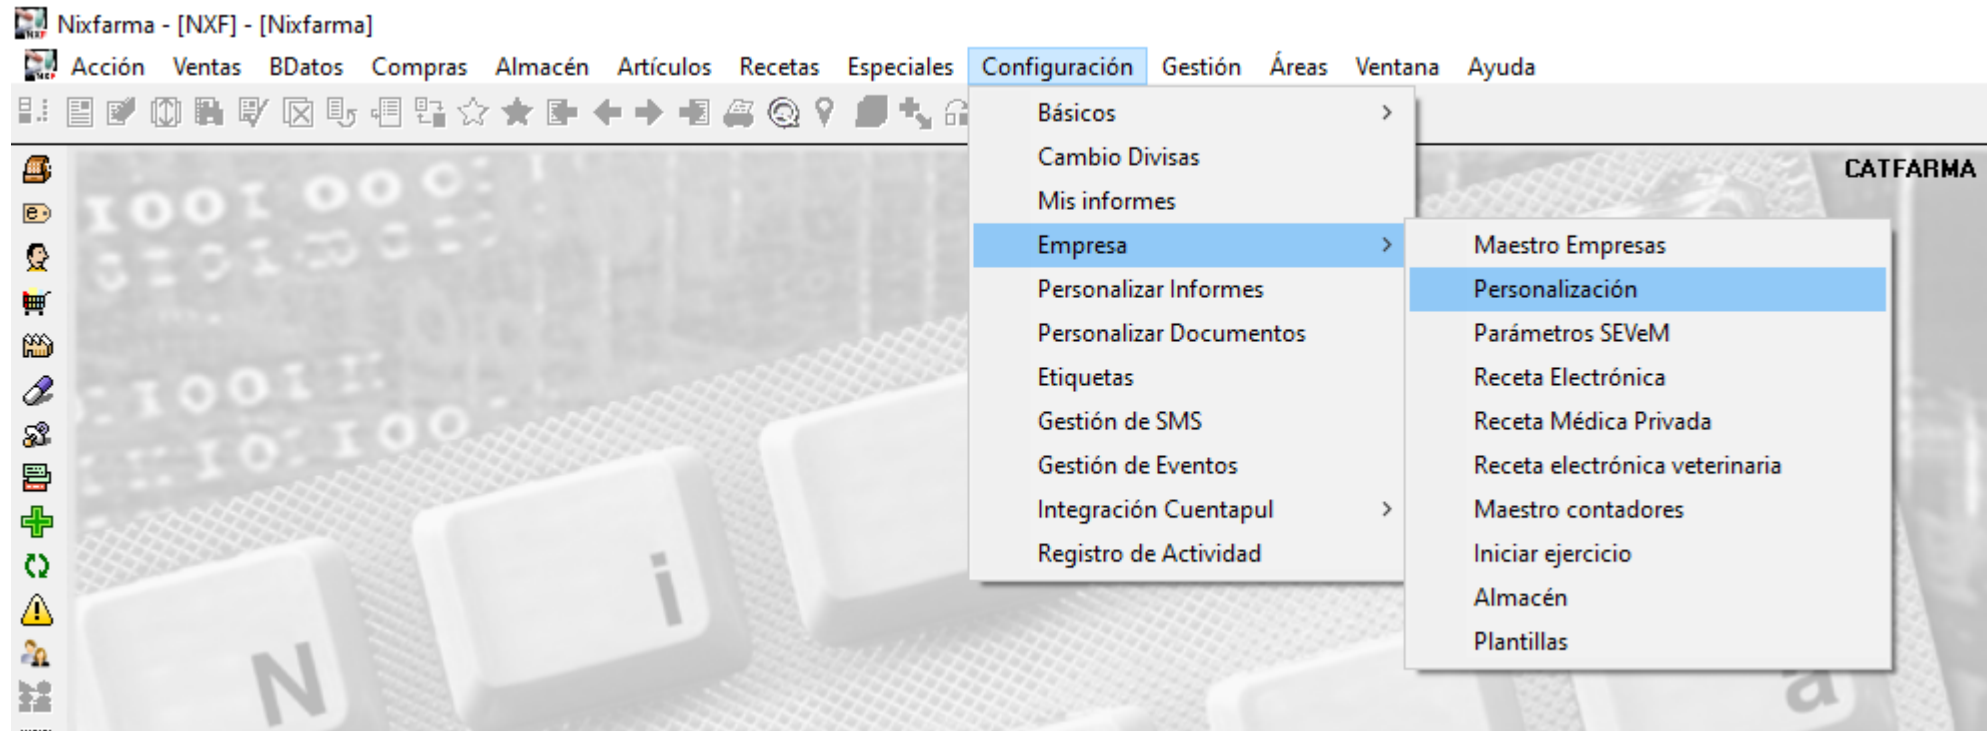 Nixfarma - [NXF] - [Nixfarma]
Acción Ventas BDatos Compras Almacén Artículos Recetas Especiales Configuración Gestión Áreas Ventana Ayuda
CATFARMA
Básicos
Cambio Divisas
Mis informes
Empresa
Personalizar Informes
Personalizar Documentos
Etiquetas
Gestión de SMS
Gestión de Eventos
Integración Cuentapul
Registro de Actividad
Maestro Empresas
Personalización
Parámetros SEVeM
Receta Electrónica
Receta Médica Privada
Receta electrónica veterinaria
Maestro contadores
Iniciar ejercicio
Almacén
Plantillas
N
i
a